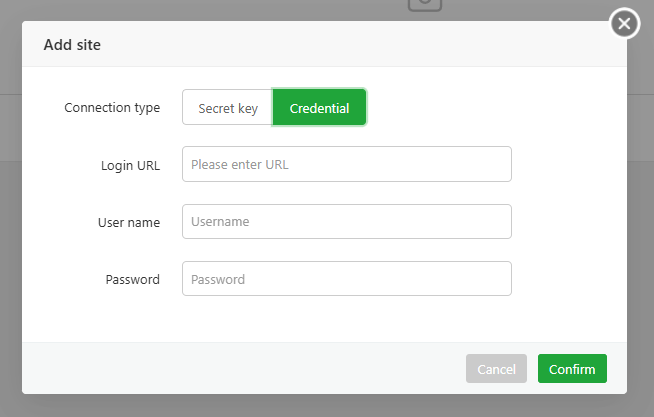 Add site
Connection type Secret key Credential
Login URL Please enter URL
User name Username
Password Password
Cancel Confirm